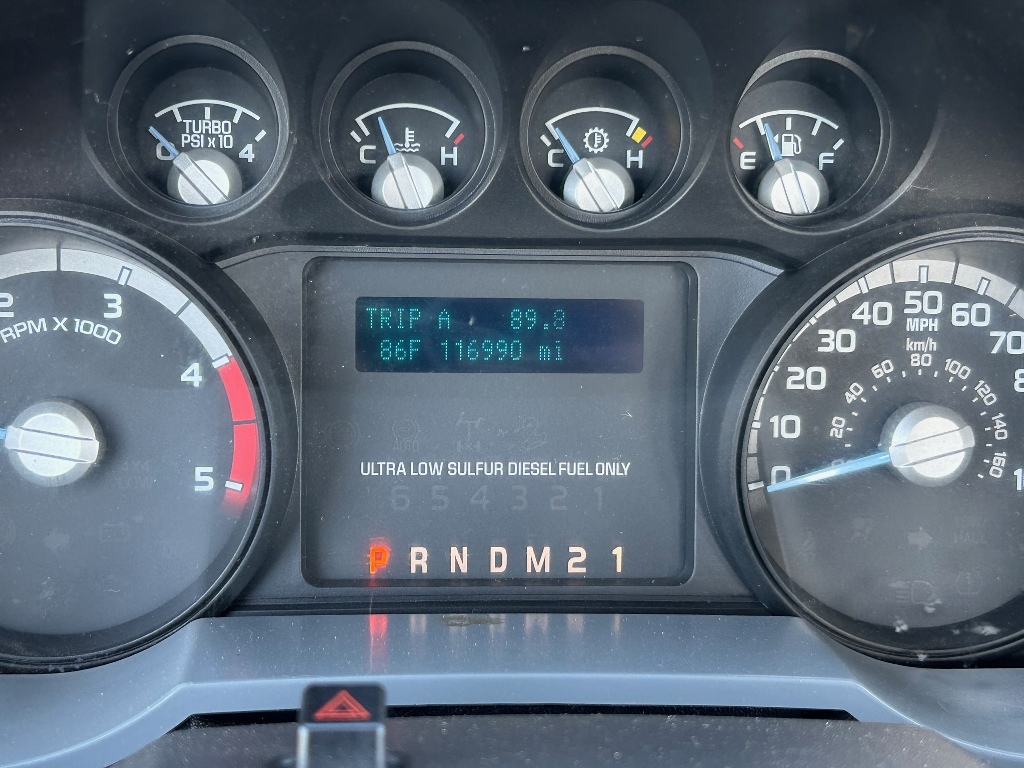 TURBO
PSI x 10
0 4
C H
C E H
E F
TRIP A 89.8
86F 116990 mi
2 3 4 5
RPM X 1000
ULTRA LOW SULFUR DIESEL FUEL ONLY
6 5 4 3 2 1
P R N D M 2 1
0 10 20 30 40 50 60 70
MPH
km/h
20 40 60 80 100 120 140 160